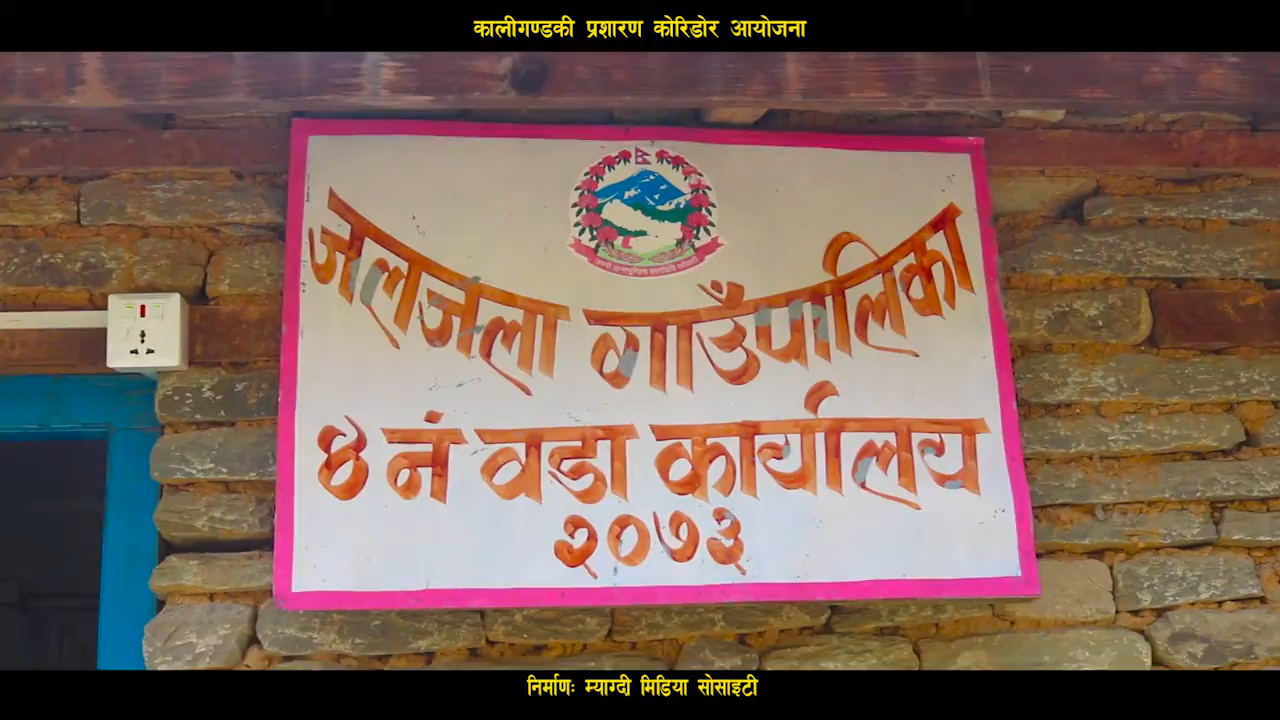 कालीगण्डकी प्रशारण कोरिडोर आयोजना
जलजला गाउँपालिका
४ नं वडा कार्यालय
२०७३
निर्माणः म्याग्दी मिडिया सोसाइटी